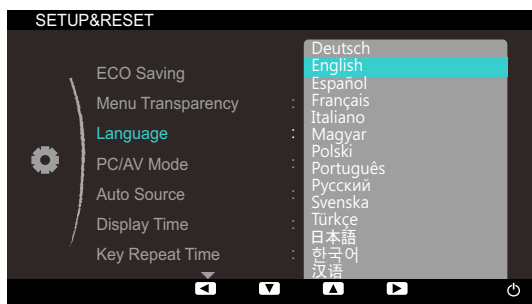 SETUP&RESET
ECO Saving
Menu Transparency :
Language :
PC/AV Mode :
Auto Source :
Display Time :
Key Repeat Time :
Deutsch
English
Español
Français
Italiano
Magyar
Polski
Português
Русский
Svenska
Türkçe
日本語
한국어
汉语